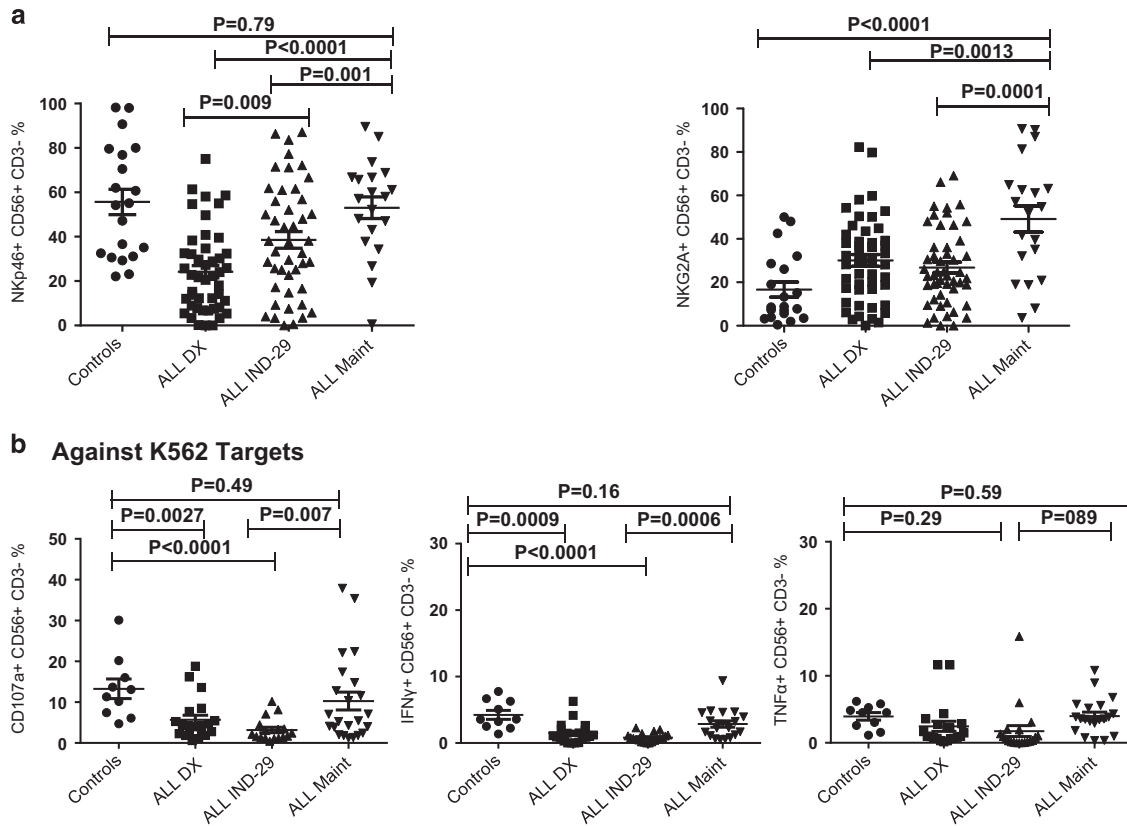 a
P=0.79
P<0.0001
P=0.001
P=0.009
NKp46+ CD56+ CD3- %
100
80
60
40
20
0
Controls
ALL DX
ALL IND-29
ALL Maint
P<0.0001
P=0.0013
P=0.0001
NKG2A+ CD56+ CD3- %
100
80
60
40
20
0
Controls
ALL DX
ALL IND-29
ALL Maint
b Against K562 Targets
P=0.49
P=0.0027
P=0.007
P<0.0001
CD107a+ CD56+ CD3- %
50
40
30
20
10
0
Controls
ALL DX
ALL IND-29
ALL Maint
P=0.16
P=0.0009
P=0.0006
P<0.0001
IFNγ+ CD56+ CD3- %
30
20
10
0
Controls
ALL DX
ALL IND-29
ALL Maint
P=0.59
P=0.29
P=089
TNFα+ CD56+ CD3- %
30
20
10
0
Controls
ALL DX
ALL IND-29
ALL Maint